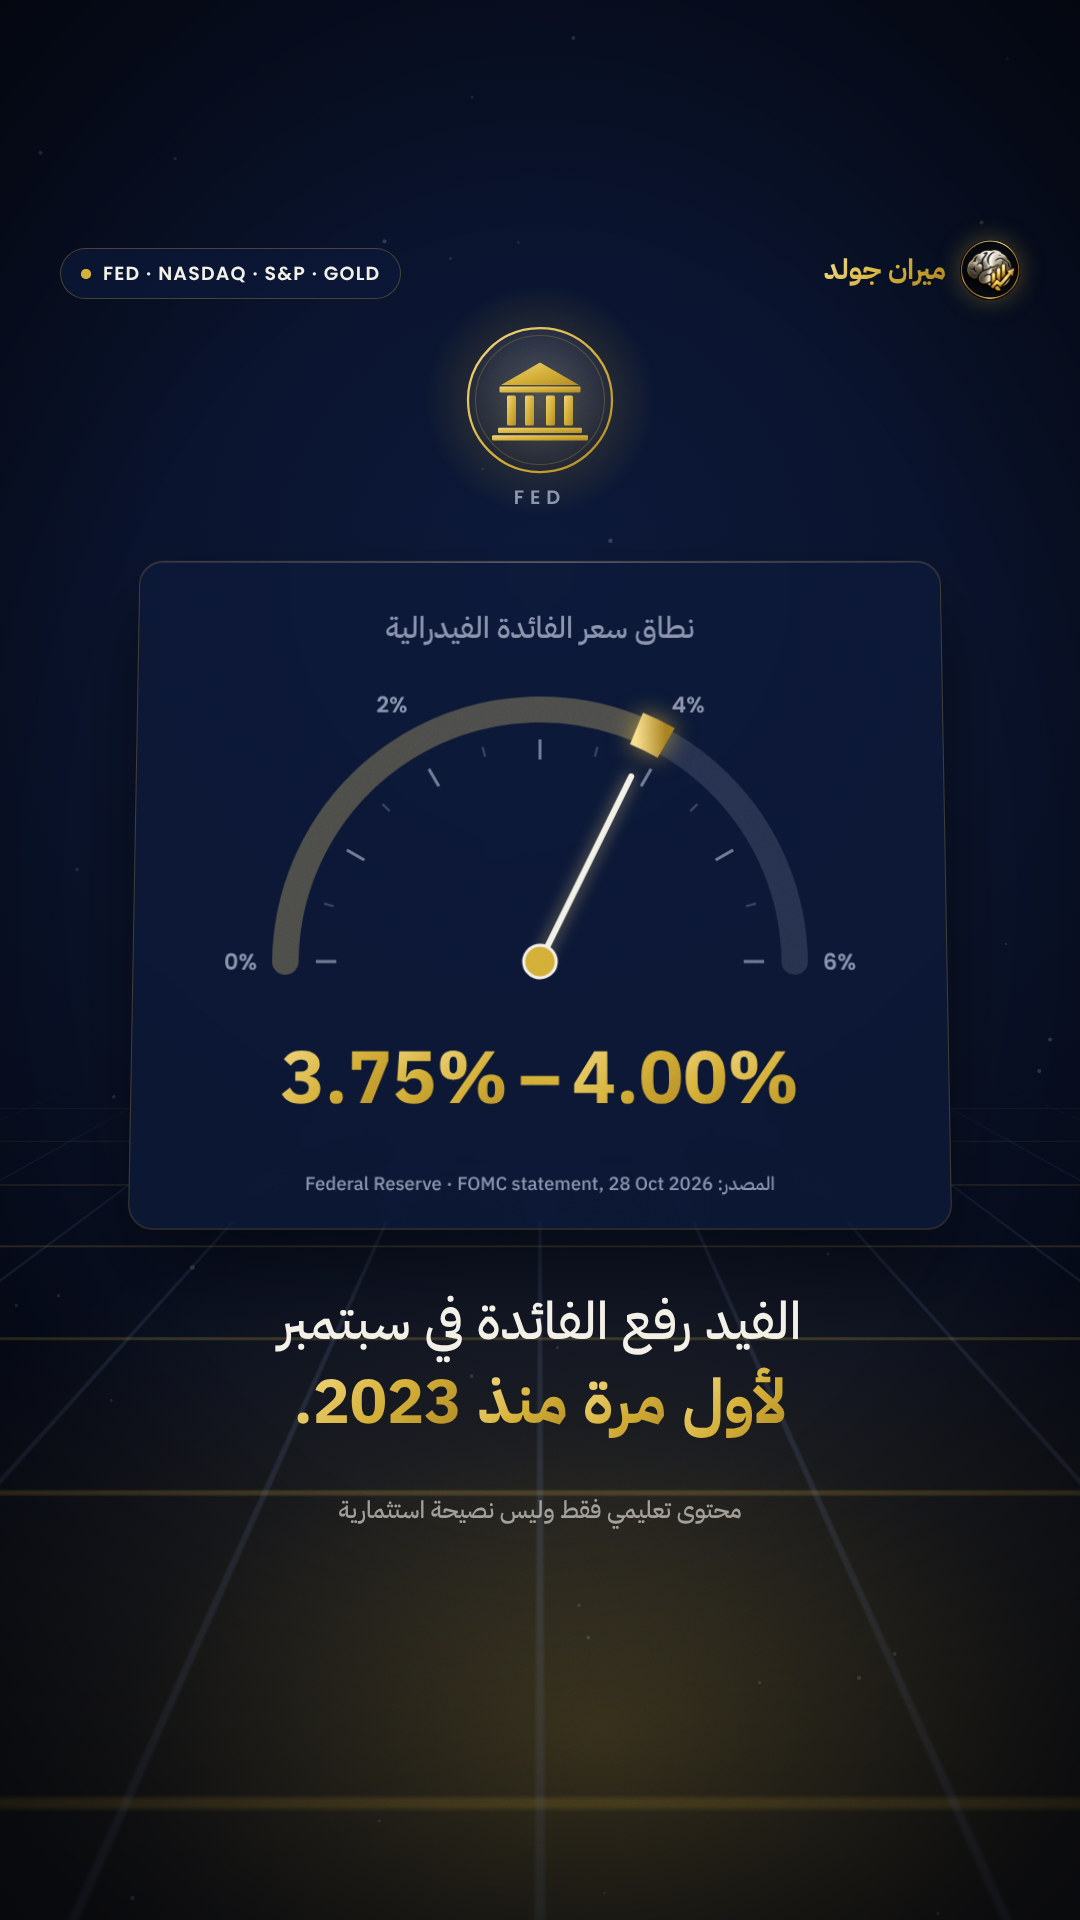 FED · NASDAQ · S&P · GOLD
ميران جولد
FED
نطاق سعر الفائدة الفيدرالية
2%
4%
0%
6%
3.75% – 4.00%
المصدر: Federal Reserve · FOMC statement, 28 Oct 2026
الفيد رفع الفائدة في سبتمبر
لأول مرة منذ 2023.
محتوى تعليمي فقط وليس نصيحة استثمارية